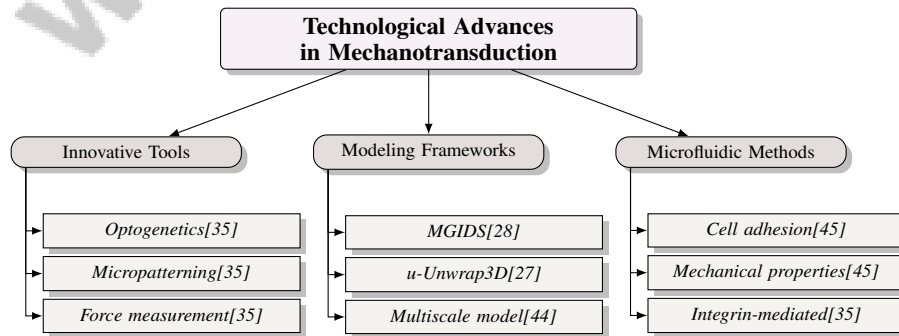 Technological Advances
in Mechanotransduction
Innovative Tools
Modeling Frameworks
Microfluidic Methods
Optogenetics[35]
MGIDS[28]
Cell adhesion[45]
Micropatterning[35]
u-Unwrap3D[27]
Mechanical properties[45]
Force measurement[35]
Multiscale model[44]
Integrin-mediated[35]